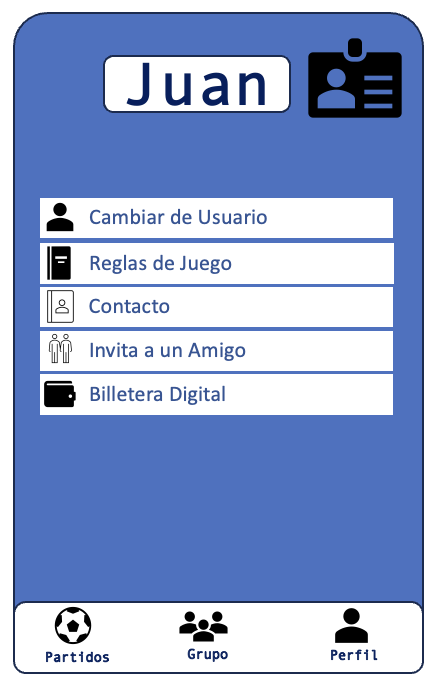 Juan
Cambiar de Usuario
Reglas de Juego
Contacto
Invita a un Amigo
Billetera Digital
Partidos
Grupo
Perfil